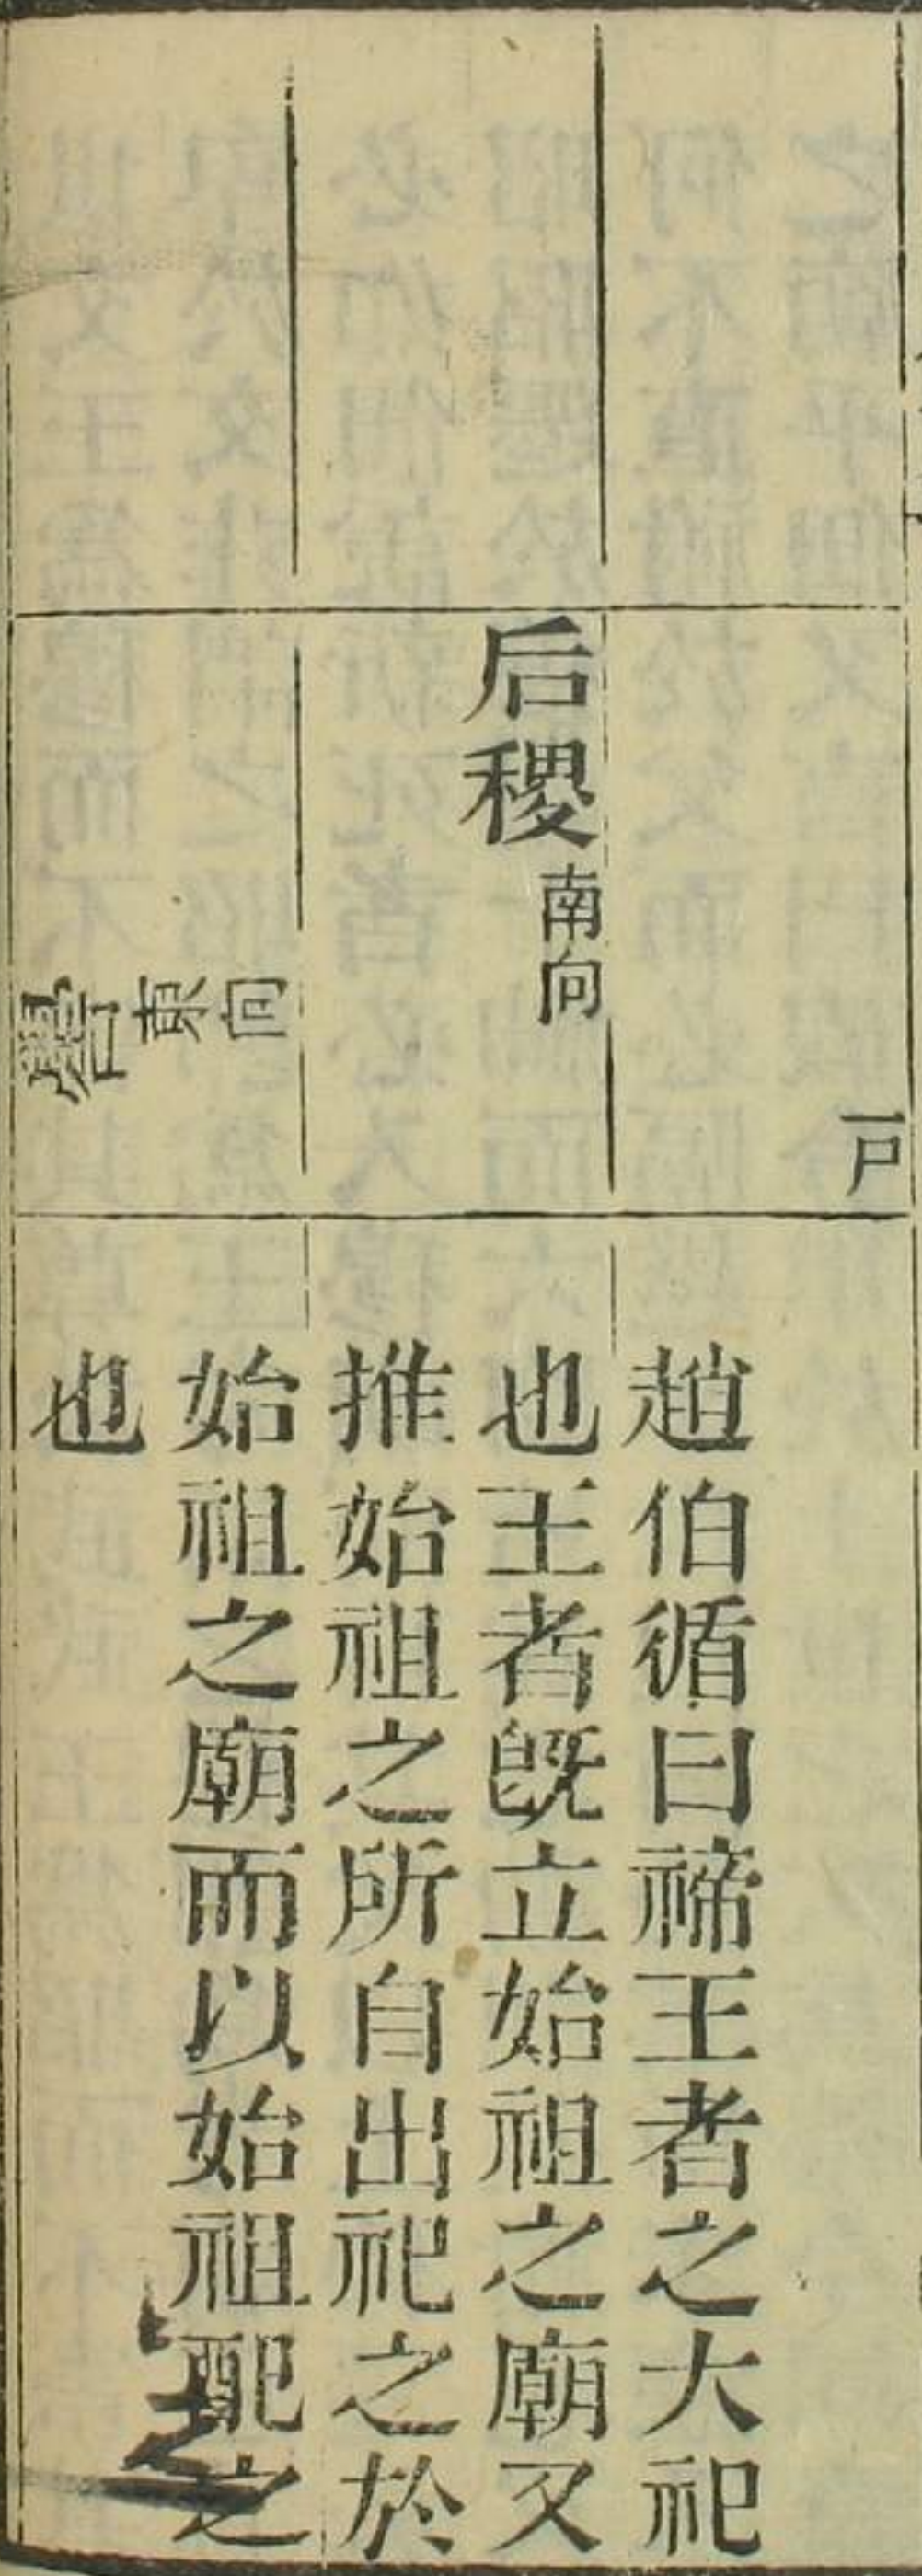 戶
后稷南向
嚳東向
趙伯循曰禘王者之大祀
也王者旣立始祖之廟又
推始祖之所自出祀之於
始祖之廟而以始祖配之
也